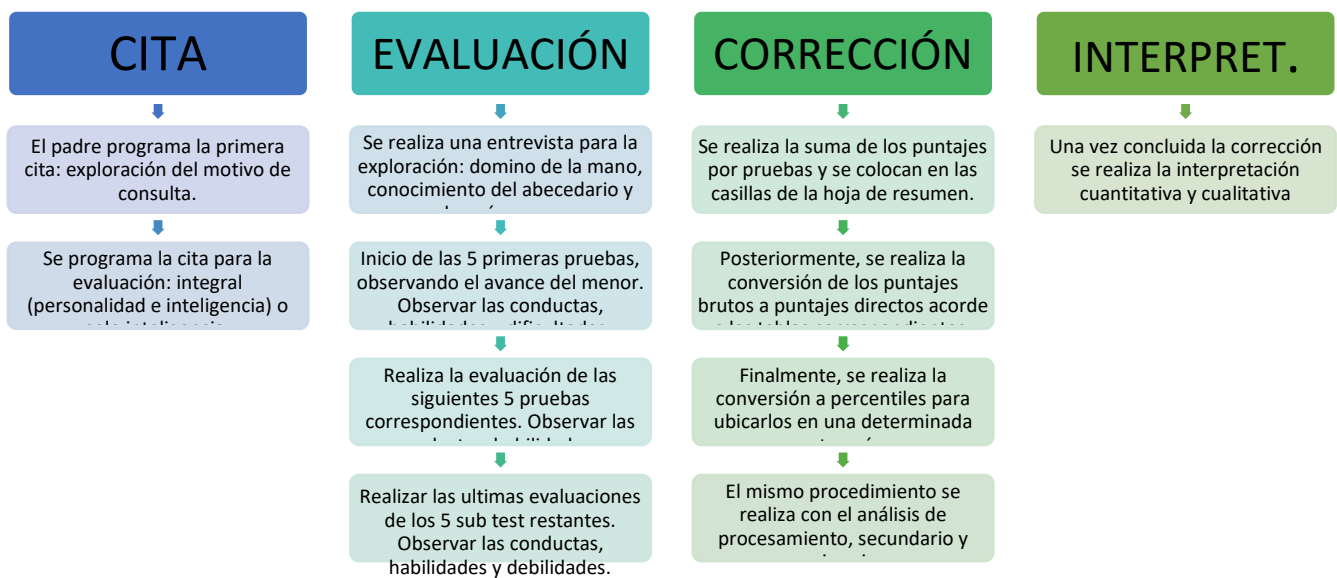 CITA
El padre programa la primera
cita: exploración del motivo de
consulta.
Se programa la cita para la
evaluación: integral
(personalidad e inteligencia) o
EVALUACIÓN
Se realiza una entrevista para la
exploración: domino de la mano,
conocimiento del abecedario y
Inicio de las 5 primeras pruebas,
observando el avance del menor.
Observar las conductas,
Realiza la evaluación de las
siguientes 5 pruebas
correspondientes. Observar las
Realizar las ultimas evaluaciones
de los 5 sub test restantes.
Observar las conductas,
habilidades y debilidades.
CORRECCIÓN
Se realiza la suma de los puntajes
por pruebas y se colocan en las
casillas de la hoja de resumen.
Posteriormente, se realiza la
conversión de los puntajes
brutos a puntajes directos acorde
Finalmente, se realiza la
conversión a percentiles para
ubicarlos en una determinada
El mismo procedimiento se
realiza con el análisis de
procesamiento, secundario y
INTERPRET.
Una vez concluida la corrección
se realiza la interpretación
cuantitativa y cualitativa